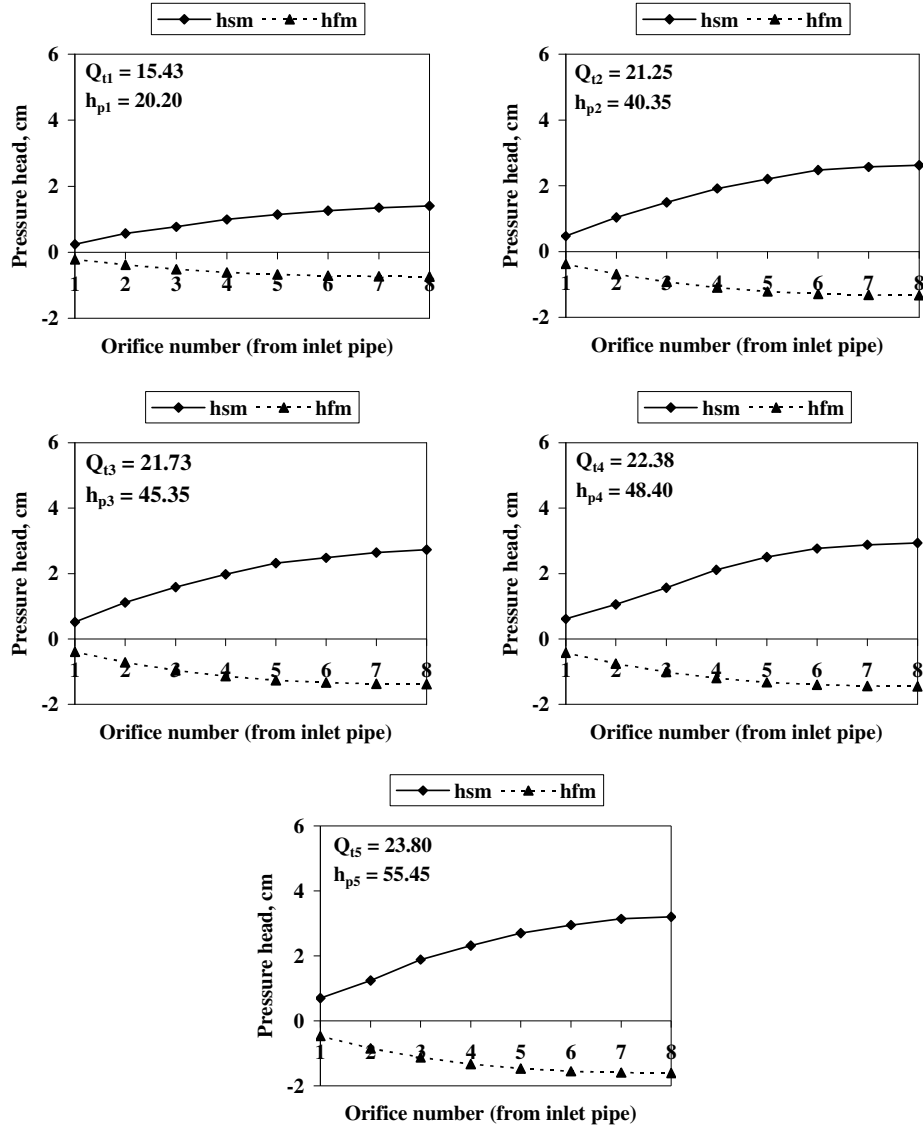 hsm hfm
6
4
2
0
-2
Pressure head, cm
Qt1 = 15.43
hp1 = 20.20
1 2 3 4 5 6 7 8
Orifice number (from inlet pipe)
hsm hfm
6
4
2
0
-2
Pressure head, cm
Qt2 = 21.25
hp2 = 40.35
1 2 3 4 5 6 7 8
Orifice number (from inlet pipe)
hsm hfm
6
4
2
0
-2
Pressure head, cm
Qt3 = 21.73
hp3 = 45.35
1 2 3 4 5 6 7 8
Orifice number (from inlet pipe)
hsm hfm
6
4
2
0
-2
Pressure head, cm
Qt4 = 22.38
hp4 = 48.40
1 2 3 4 5 6 7 8
Orifice number (from inlet pipe)
hsm hfm
6
4
2
0
-2
Pressure head, cm
Qt5 = 23.80
hp5 = 55.45
1 2 3 4 5 6 7 8
Orifice number (from inlet pipe)